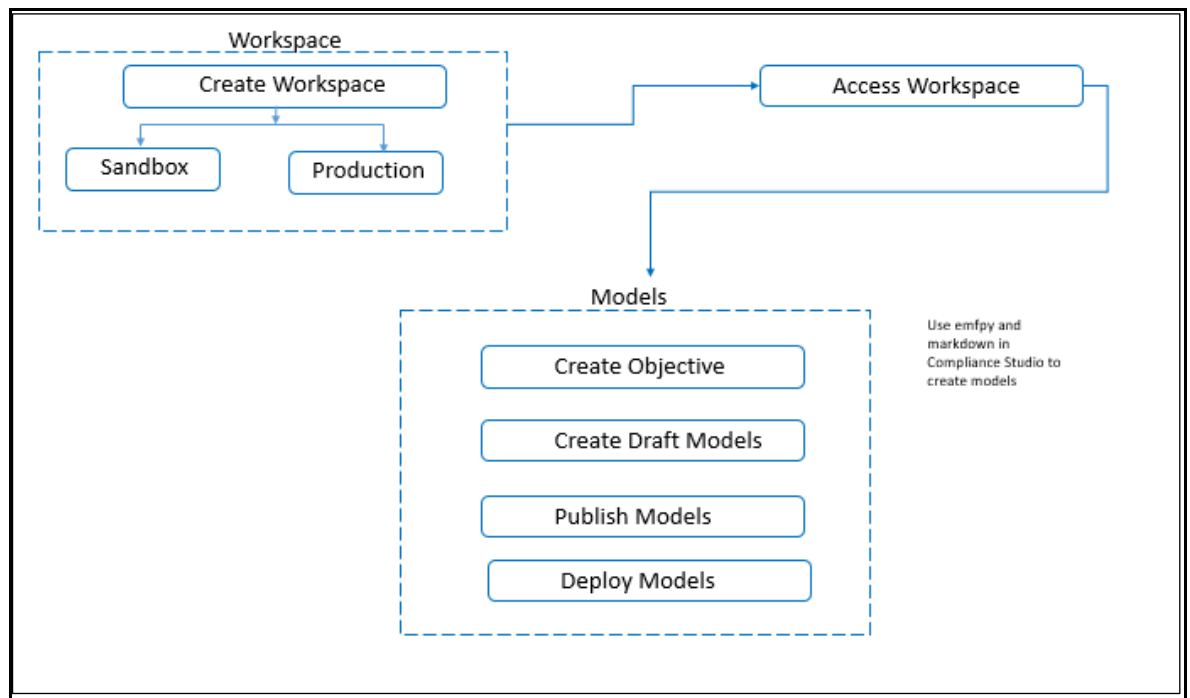 Workspace
Create Workspace
Access Workspace
Sandbox
Production
Models
Create Objective
Use emfpy and
markdown in
Compliance Studio to
create models
Create Draft Models
Publish Models
Deploy Models